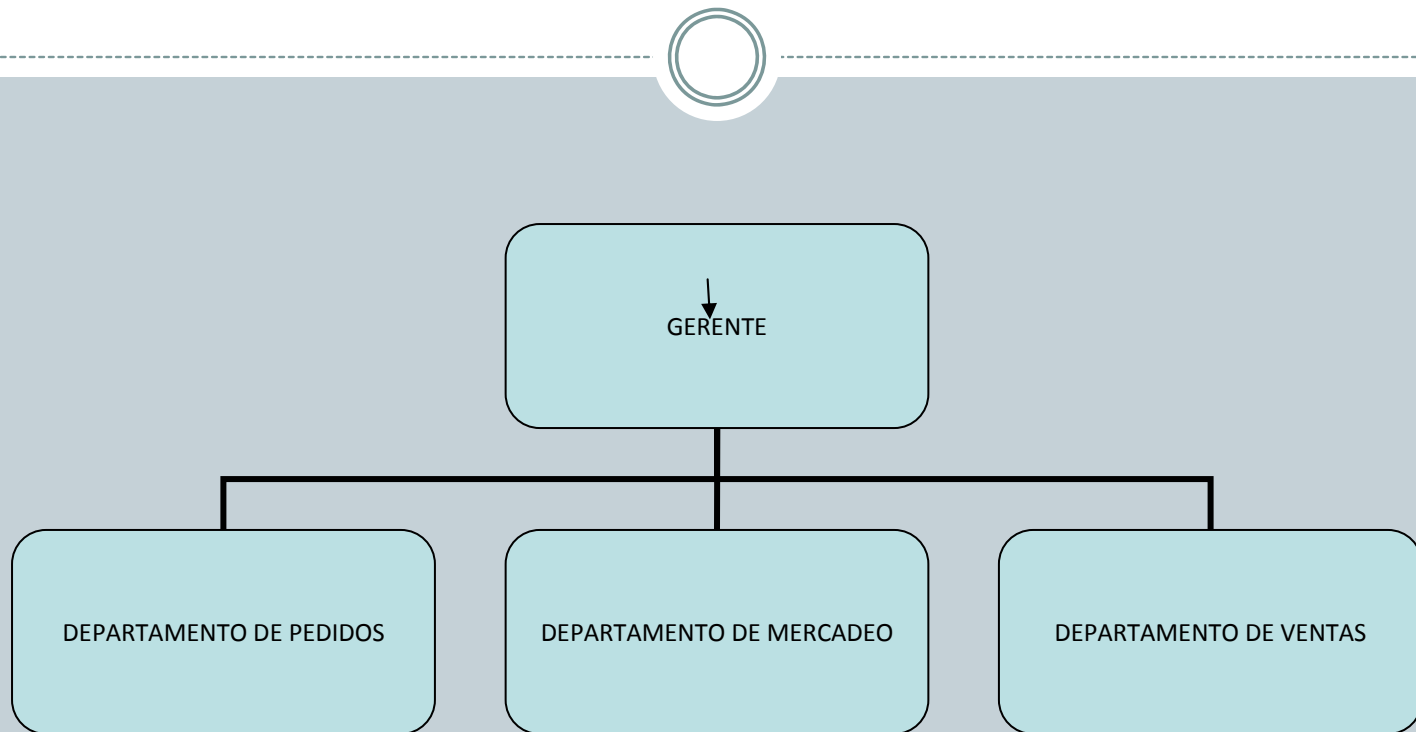 GERENTE
DEPARTAMENTO DE PEDIDOS
DEPARTAMENTO DE MERCADEO
DEPARTAMENTO DE VENTAS